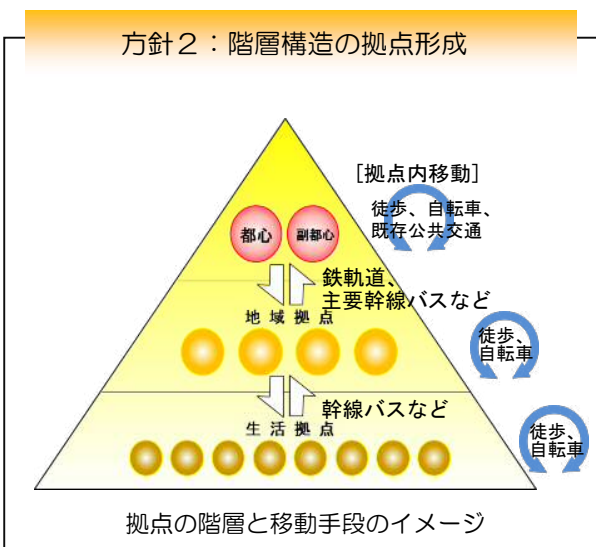 方針2:階層構造の拠点形成
[拠点内移動]
徒歩、自転車、
既存公共交通
都心
副都心
鉄軌道、
主要幹線バスなど
地域拠点
徒歩、
自転車
幹線バスなど
生活拠点
徒歩、
自転車
拠点の階層と移動手段のイメージ